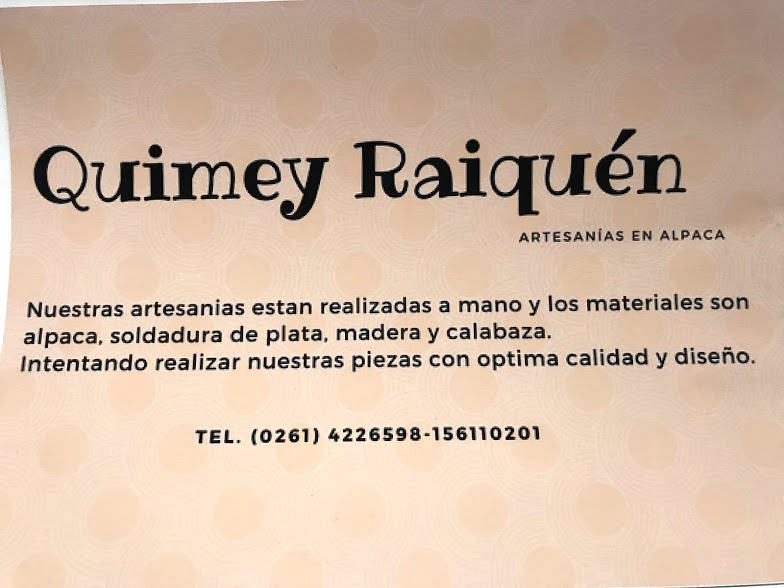 Quimey Raiquén
ARTESANÍAS EN ALPACA
Nuestras artesanias estan realizadas a mano y los materiales son
alpaca, soldadura de plata, madera y calabaza.
Intentando realizar nuestras piezas con optima calidad y diseño.
TEL. (0261) 4226598-156110201